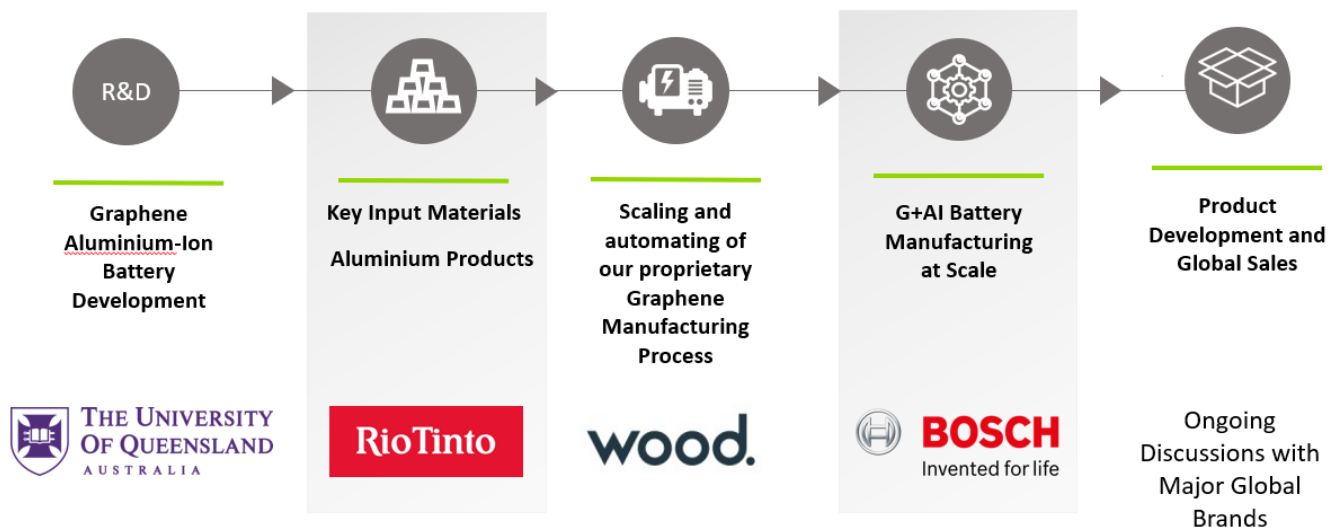 R&D
Graphene
Aluminium-Ion
Battery
Development
Key Input Materials
Aluminium Products
Scaling and
automating of
our proprietary
Graphene
Manufacturing
Process
G+AI Battery
Manufacturing
at Scale
Product
Development and
Global Sales
THE UNIVERSITY
OF QUEENSLAND
AUSTRALIA
RioTinto
wood.
BOSCH
Invented for life
Ongoing
Discussions with
Major Global
Brands